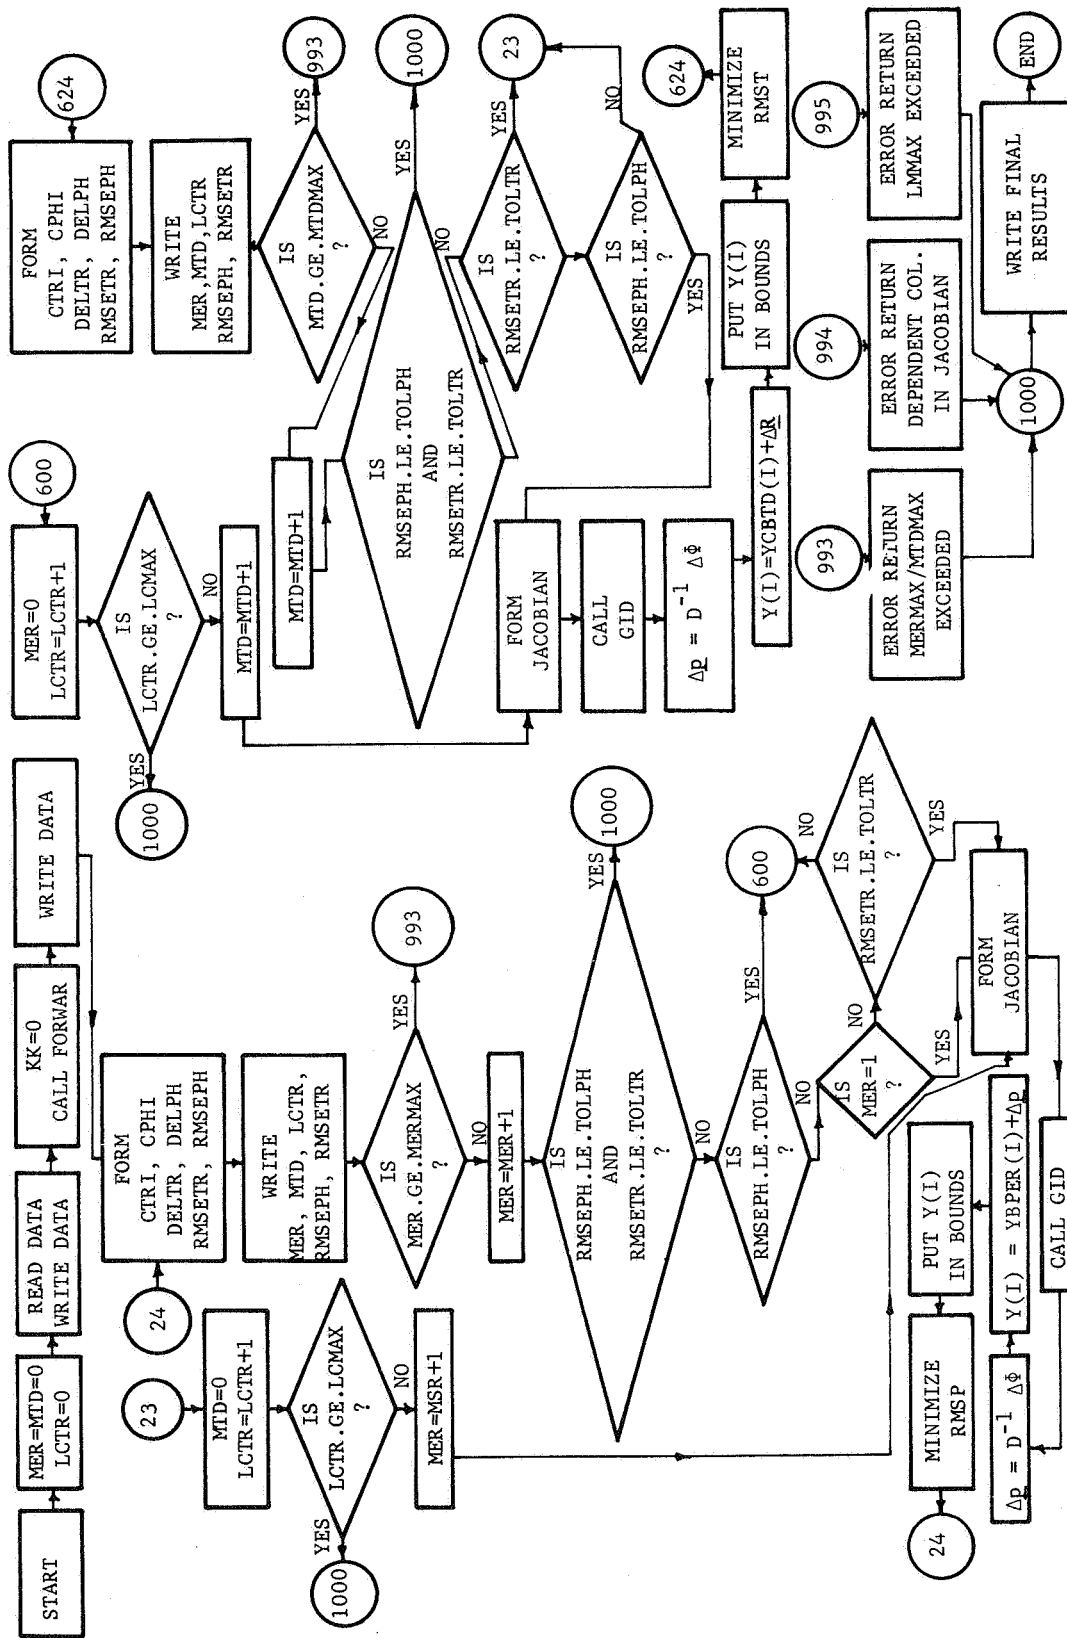 START
MER=MTD=0
LCTR=0
READ DATA
WRITE DATA
KK=0
CALL FORWAR
WRITE DATA
23
MTD=0
LCTR=LCTR+1
IS
LCTR.GE.LCMAX
?
YES
1000
NO
MER=MSR+1
24
FORM
CTRI, CPHI
DELTR, DELPH
RMSETR, RMSEPH
WRITE
MER, MTD, LCTR,
RMSEPH, RMSETR
IS
MER.GE.MERMAX
?
YES
993
NO
MER=MER+1
IS
RMSEPH.LE.TOLPH
AND
RMSETR.LE.TOLTR
?
YES
1000
NO
IS
RMSEPH.LE.TOLPH
?
YES
600
NO
IS
MER=1
?
NO
YES
IS
RMSETR.LE.TOLTR
?
NO
YES
FORM
JACOBIAN
CALL GID
Δp = D⁻¹ ΔΦ
Y(I) = YBPER(I)+Δp
PUT Y(I)
IN BOUNDS
MINIMIZE
RMSP
24
600
MER=0
LCTR=LCTR+1
IS
LCTR.GE.LCMAX
?
YES
1000
NO
MTD=MTD+1
624
FORM
CTRI, CPHI
DELTR, DELPH
RMSETR, RMSEPH
WRITE
MER,MTD,LCTR
RMSEPH, RMSETR
IS
MTD.GE.MTDMAX
?
YES
993
NO
MTD=MTD+1
IS
RMSEPH.LE.TOLPH
AND
RMSETR.LE.TOLTR
?
YES
1000
NO
IS
RMSETR.LE.TOLTR
?
YES
23
IS
RMSEPH.LE.TOLPH
?
NO
YES
FORM
JACOBIAN
CALL
GID
Δp = D⁻¹ ΔΦ
Y(I)=YCBTD(I)+ΔR
PUT Y(I)
IN BOUNDS
MINIMIZE
RMST
624
993
ERROR RETURN
MERMAX/MTDMAX
EXCEEDED
994
ERROR RETURN
DEPENDENT COL.
IN JACOBIAN
995
ERROR RETURN
LMMAX EXCEEDED
1000
WRITE FINAL
RESULTS
END